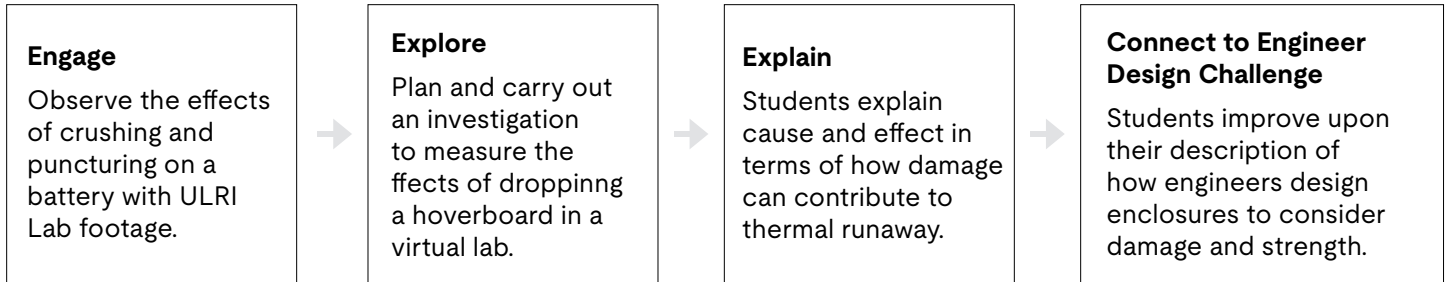 Engage
Observe the effects
of crushing and
puncturing on a
battery with ULRI
Lab footage.
Explore
Plan and carry out
an investigation
to measure the
ffects of droppinng
a hoverboard in a
virtual lab.
Explain
Students explain
cause and effect in
terms of how damage
can contribute to
thermal runaway.
Connect to Engineer
Design Challenge
Students improve upon
their description of
how engineers design
enclosures to consider
damage and strength.